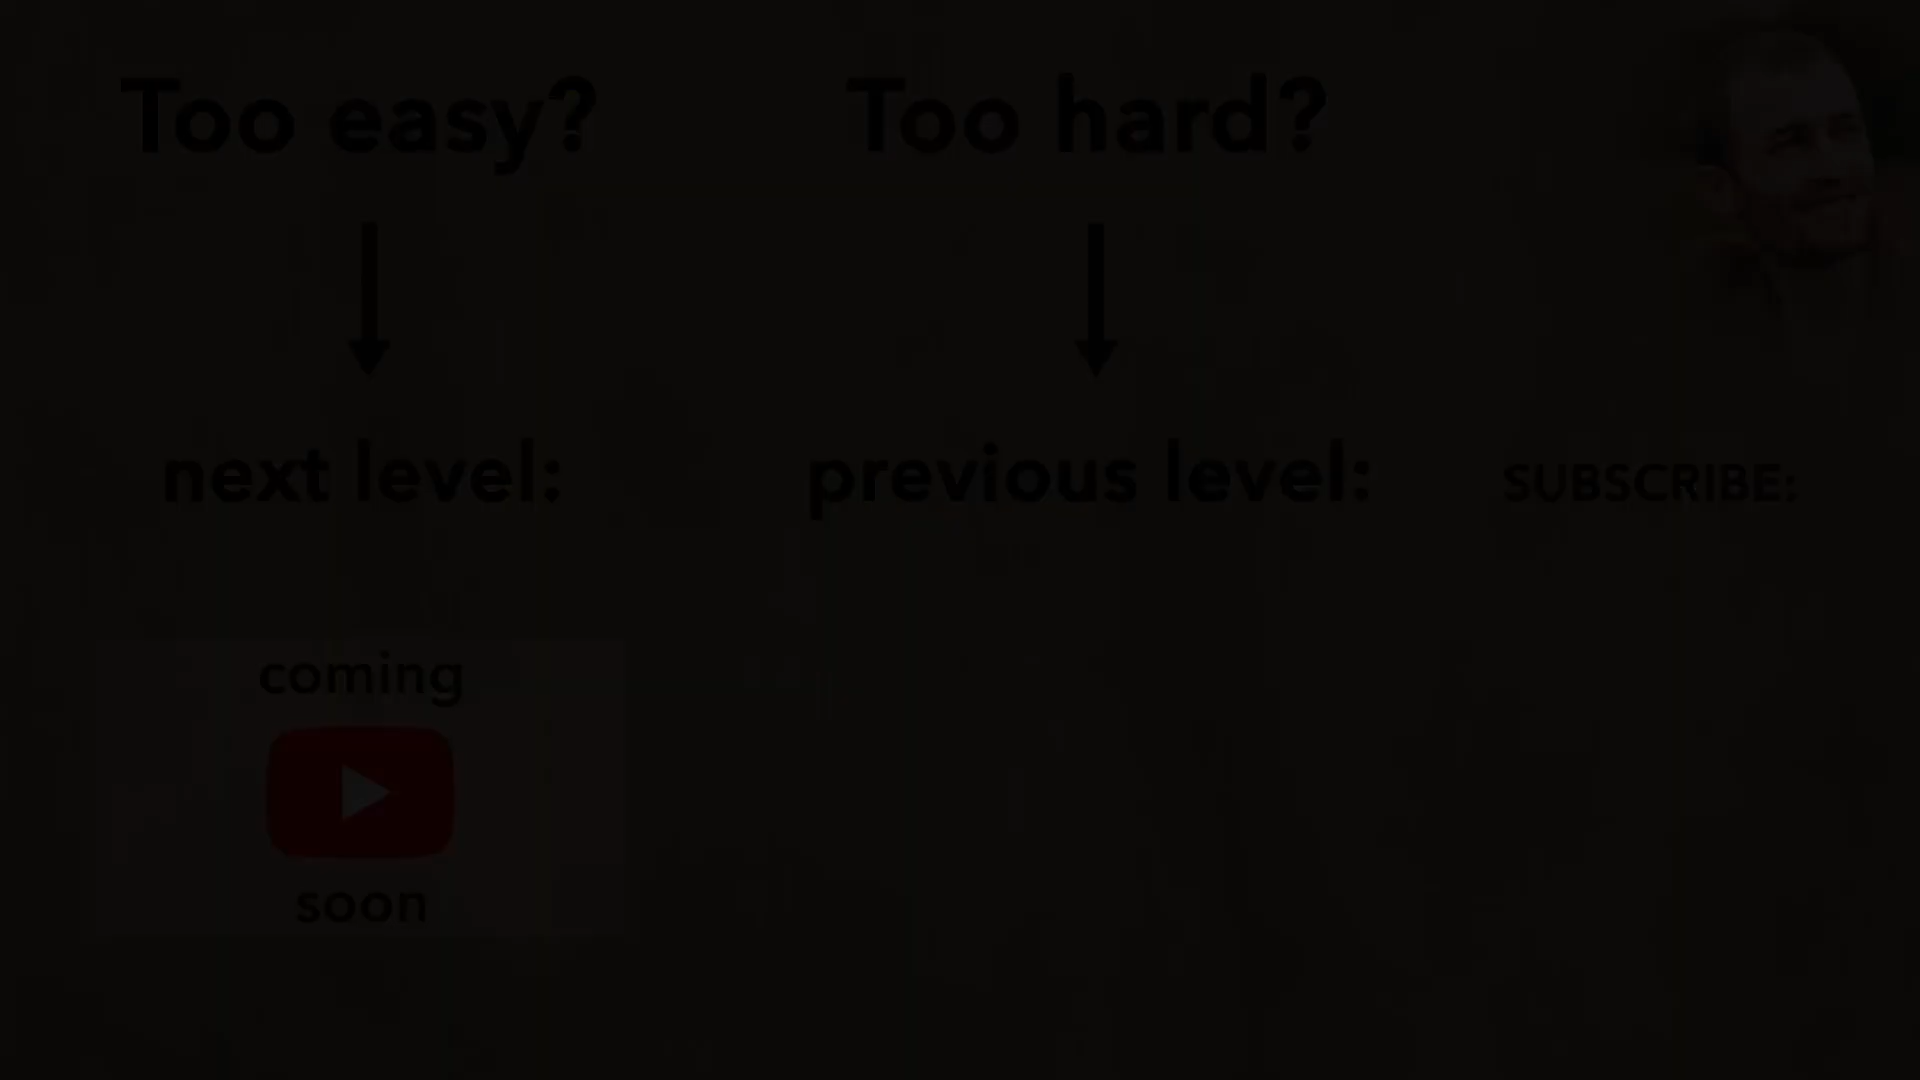 Too easy?
Too hard?
next level:
previous level:
SUBSCRIBE:
coming
soon